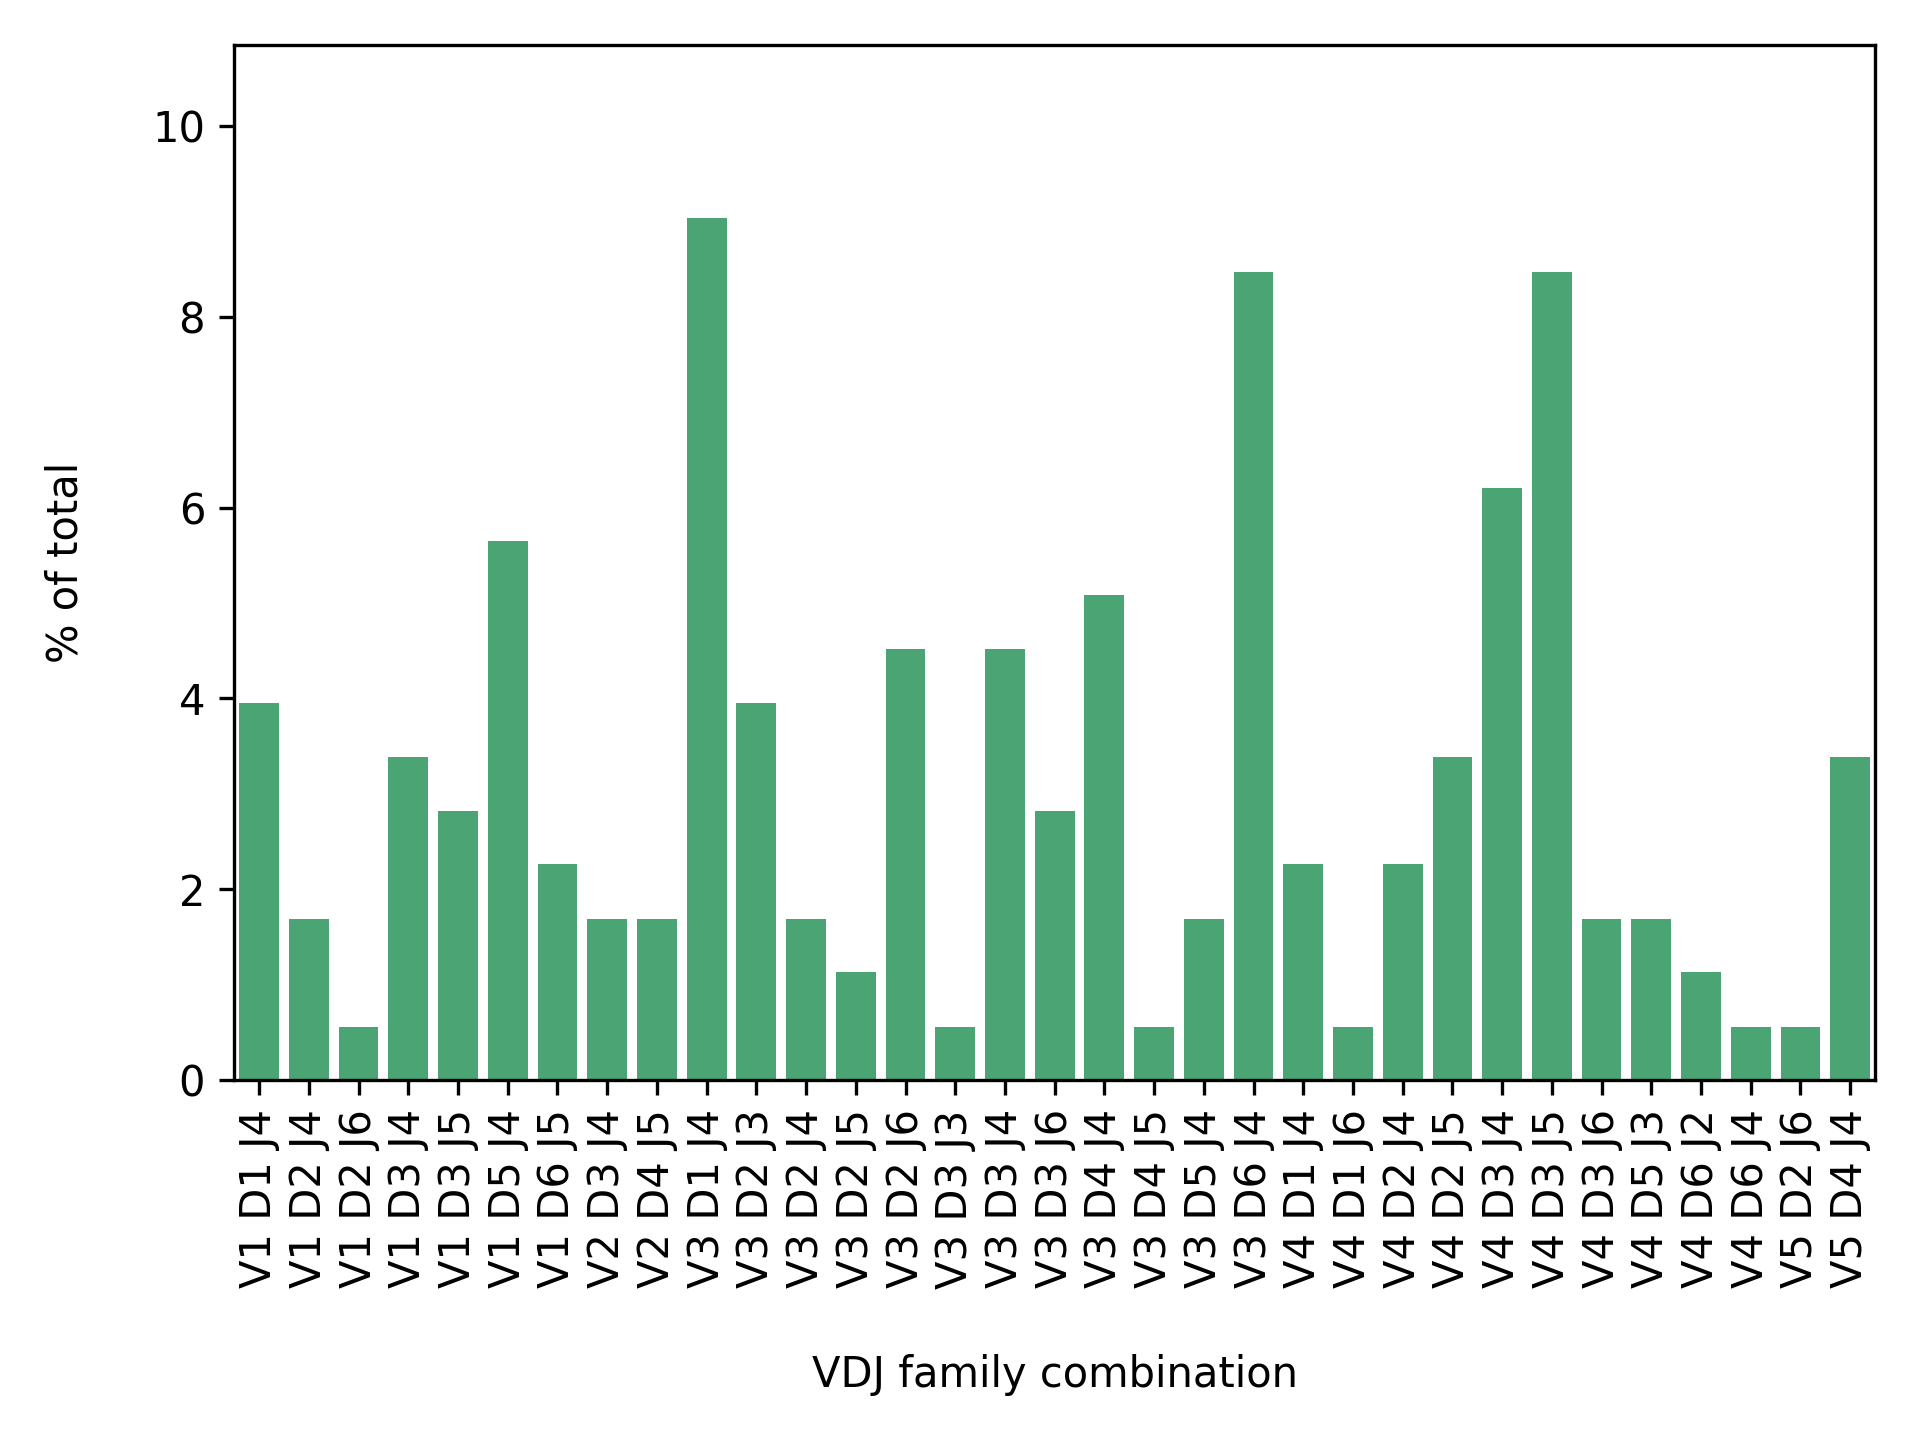 10
8
6
4
2
0
% of total
V1 D1 J4
V1 D2 J4
V1 D2 J6
V1 D3 J4
V1 D3 J5
V1 D5 J4
V1 D6 J5
V2 D3 J4
V2 D4 J5
V3 D1 J4
V3 D2 J3
V3 D2 J4
V3 D2 J5
V3 D2 J6
V3 D3 J3
V3 D3 J4
V3 D3 J6
V3 D4 J4
V3 D4 J5
V3 D5 J4
V3 D6 J4
V4 D1 J4
V4 D1 J6
V4 D2 J4
V4 D2 J5
V4 D3 J4
V4 D3 J5
V4 D3 J6
V4 D5 J3
V4 D6 J2
V4 D6 J4
V5 D2 J6
V5 D4 J4
VDJ family combination